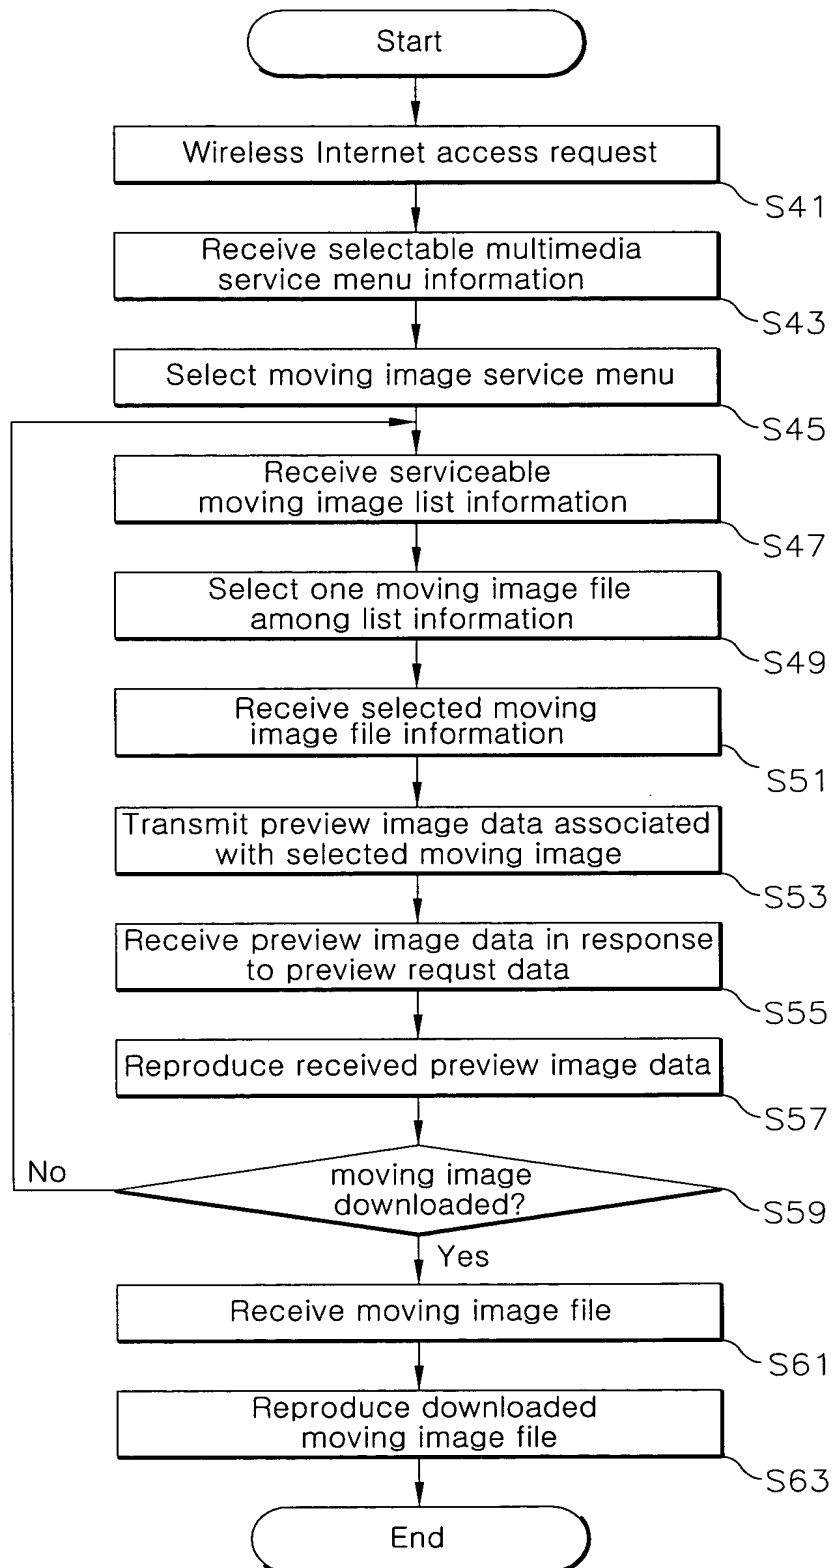 Start
Wireless Internet access request
S41
Receive selectable multimedia
service menu information
S43
Select moving image service menu
S45
Receive serviceable
moving image list information
S47
Select one moving image file
among list information
S49
Receive selected moving
image file information
S51
Transmit preview image data associated
with selected moving image
S53
Receive preview image data in response
to preview requst data
S55
Reproduce received preview image data
S57
No
moving image
downloaded?
S59
Yes
Receive moving image file
S61
Reproduce downloaded
moving image file
S63
End